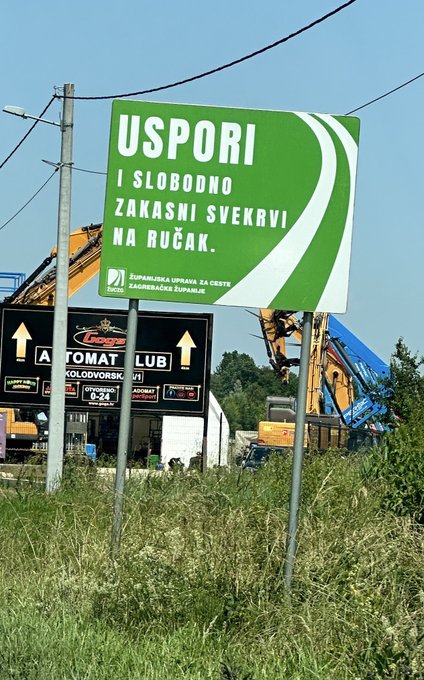 USPORI
I SLOBODNO
ZAKASNI SVEKRVI
NA RUČAK.
ŽUCZG
ŽUPANIJSKA UPRAVA ZA CESTE
ZAGREBAČKE ŽUPANIJE
Gogs
AUTOMAT CLUB
KOLODVORSKA
OTVORENO:
0-24